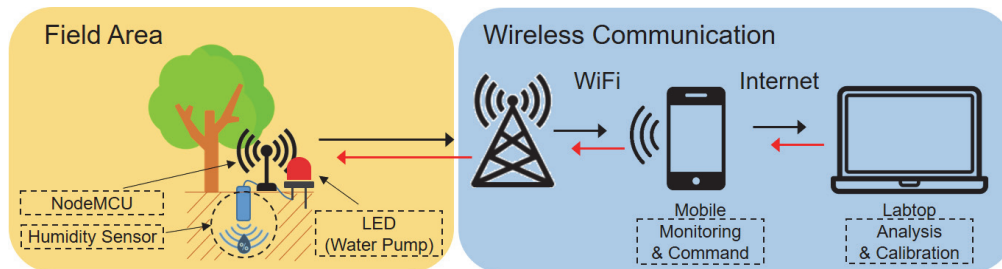 Field Area
NodeMCU
Humidity Sensor
%
LED
(Water Pump)
Wireless Communication
WiFi
Internet
Mobile
Monitoring
& Command
Labtop
Analysis
& Calibration